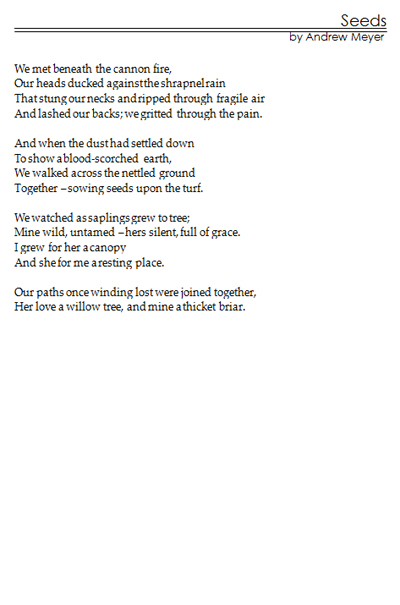 Seeds
by Andrew Meyer
We met beneath the cannon fire,
Our heads ducked against the shrapnel rain
That stung our necks and ripped through fragile air
And lashed our backs; we gritted through the pain.
And when the dust had settled down
To show a blood-scorched earth,
We walked across the nettled ground
Together – sowing seeds upon the turf.
We watched as saplings grew to tree;
Mine wild, untamed – hers silent, full of grace.
I grew for her a canopy
And she for me a resting place.
Our paths once winding lost were joined together,
Her love a willow tree, and mine a thicket briar.